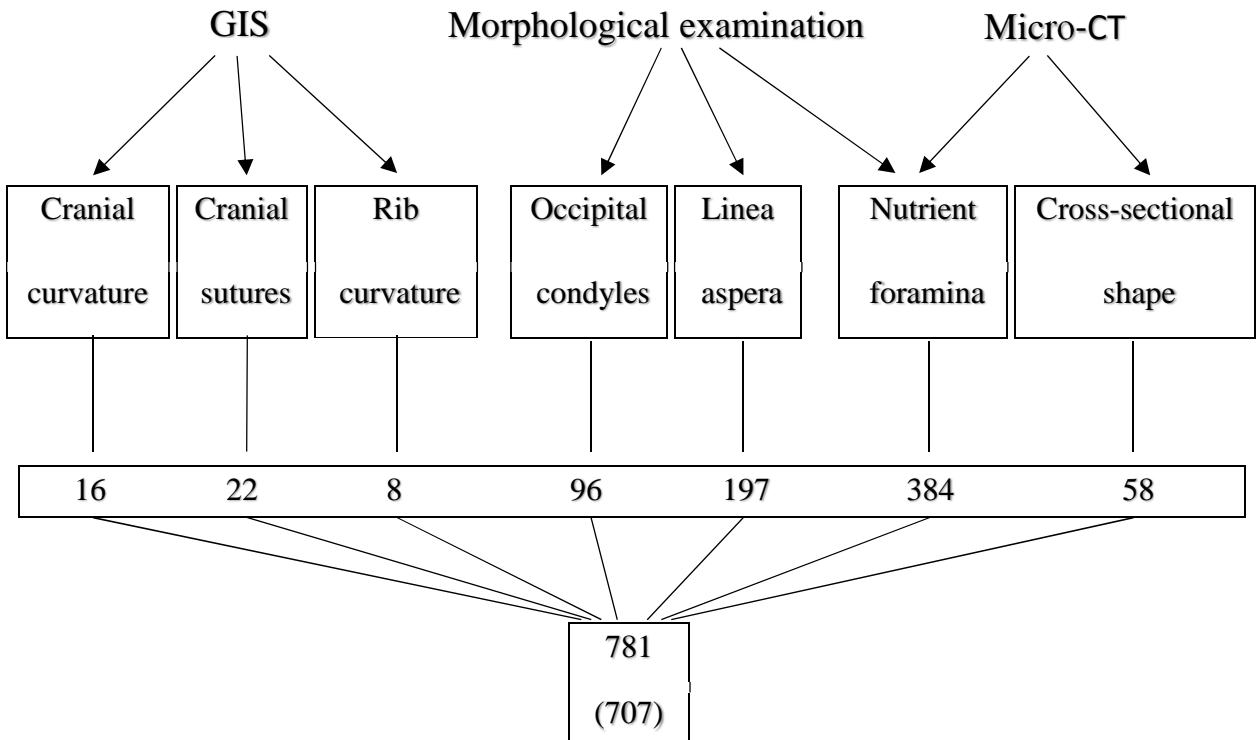 GIS
Morphological examination
Micro-CT
Cranial
curvature
Cranial
sutures
Rib
curvature
Occipital
condyles
Linea
aspera
Nutrient
foramina
Cross-sectional
shape
16 22 8 96 197 384 58
781
(707)